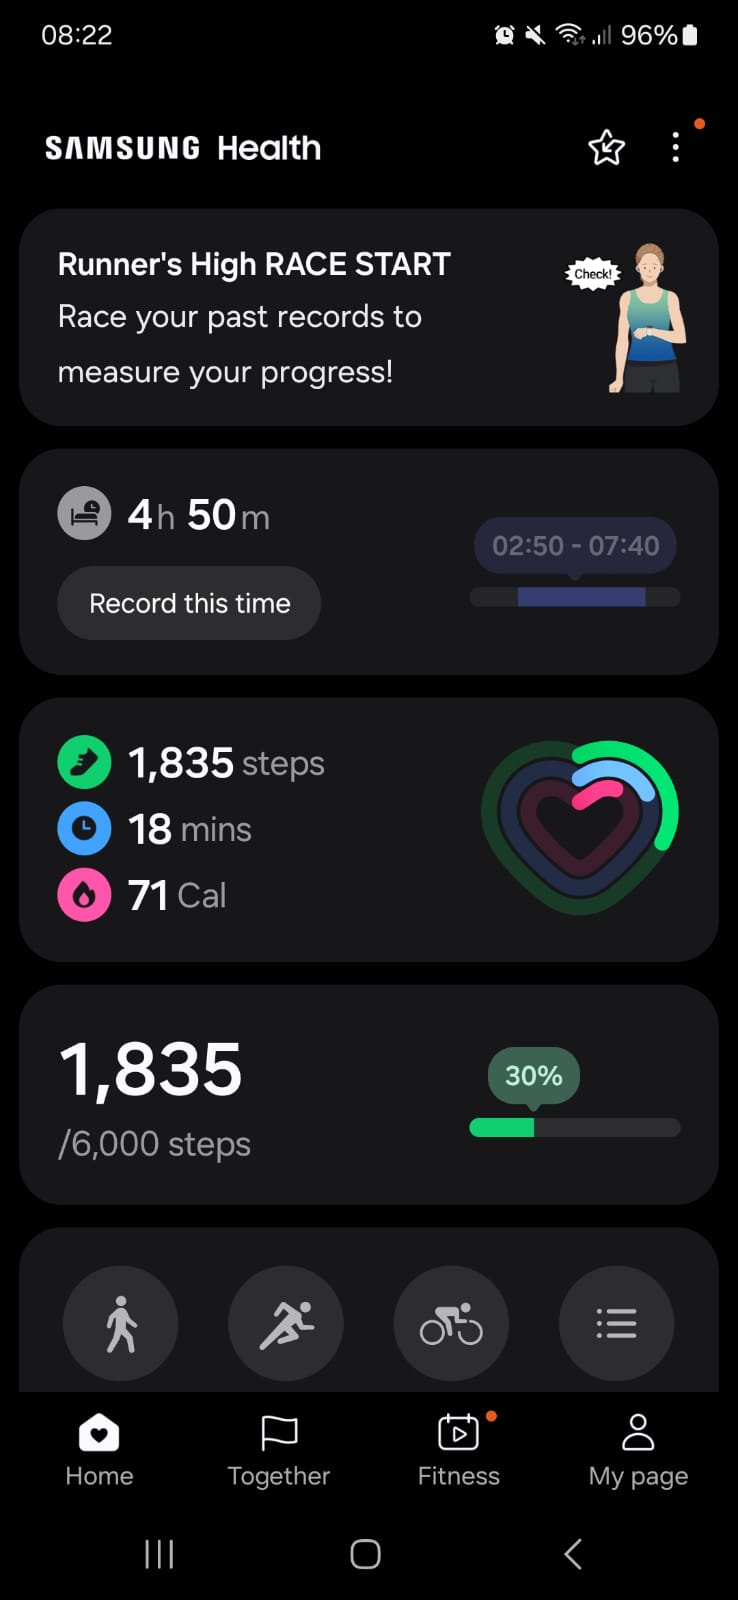 08:22 96%
SAMSUNG Health
Runner's High RACE START
Race your past records to
measure your progress!
Check!
4h 50m
02:50 - 07:40
Record this time
1,835 steps
18 mins
71 Cal
1,835
/6,000 steps
30%
Home Together Fitness My page